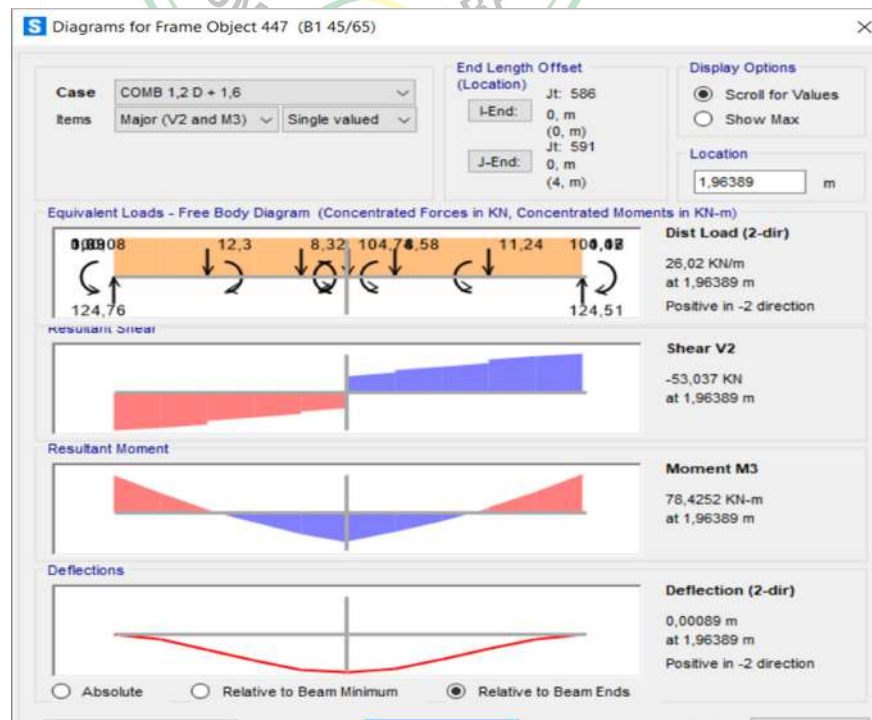 Diagrams for Frame Object 447 (B1 45/65)
Case COMB 1,2 D + 1,6
Items Major (V2 and M3) Single valued
End Length Offset
(Location)
I-End: Jt: 586
0, m
(0, m)
J-End: Jt: 591
0, m
(4, m)
Display Options
Scroll for Values
Show Max
Location
1,96389 m
Equivalent Loads - Free Body Diagram (Concentrated Forces in KN, Concentrated Moments in KN-m)
12,3 8,32 104,74 11,24
124,76 124,51
Dist Load (2-dir)
26,02 KN/m
at 1,96389 m
Positive in -2 direction
Resultant Shear
Shear V2
-53,037 KN
at 1,96389 m
Resultant Moment
Moment M3
78,4252 KN-m
at 1,96389 m
Deflections
Deflection (2-dir)
0,00089 m
at 1,96389 m
Positive in -2 direction
Absolute Relative to Beam Minimum Relative to Beam Ends